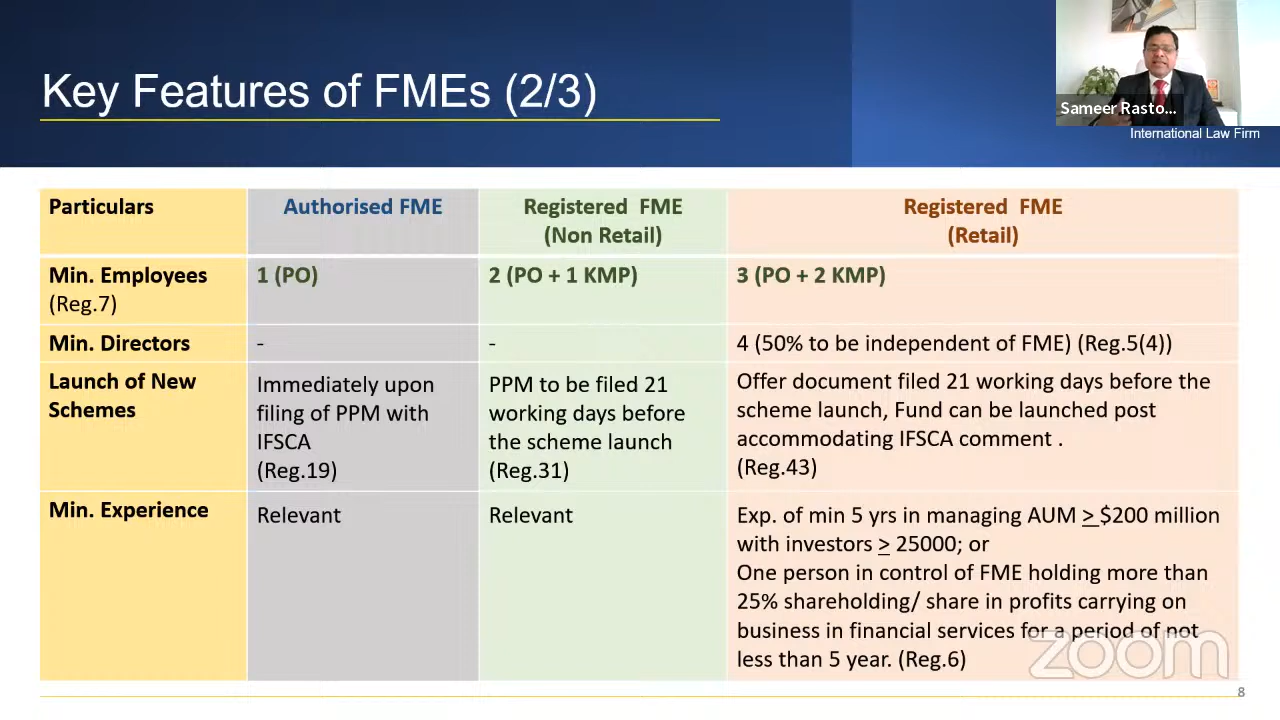 Key Features of FMEs (2/3)
Sameer Rasto...
International Law Firm
Particulars
Authorised FME
Registered FME
(Non Retail)
Registered FME
(Retail)
Min. Employees
(Reg.7)
1 (PO)
2 (PO + 1 KMP)
3 (PO + 2 KMP)
Min. Directors
-
-
4 (50% to be independent of FME) (Reg.5(4))
Launch of New
Schemes
Immediately upon
filing of PPM with
IFSCA
(Reg.19)
PPM to be filed 21
working days before
the scheme launch
(Reg.31)
Offer document filed 21 working days before the
scheme launch, Fund can be launched post
accommodating IFSCA comment .
(Reg.43)
Min. Experience
Relevant
Relevant
Exp. of min 5 yrs in managing AUM ≥ $200 million
with investors ≥ 25000; or
One person in control of FME holding more than
25% shareholding/ share in profits carrying on
business in financial services for a period of not
less than 5 year. (Reg.6)
zoom
8